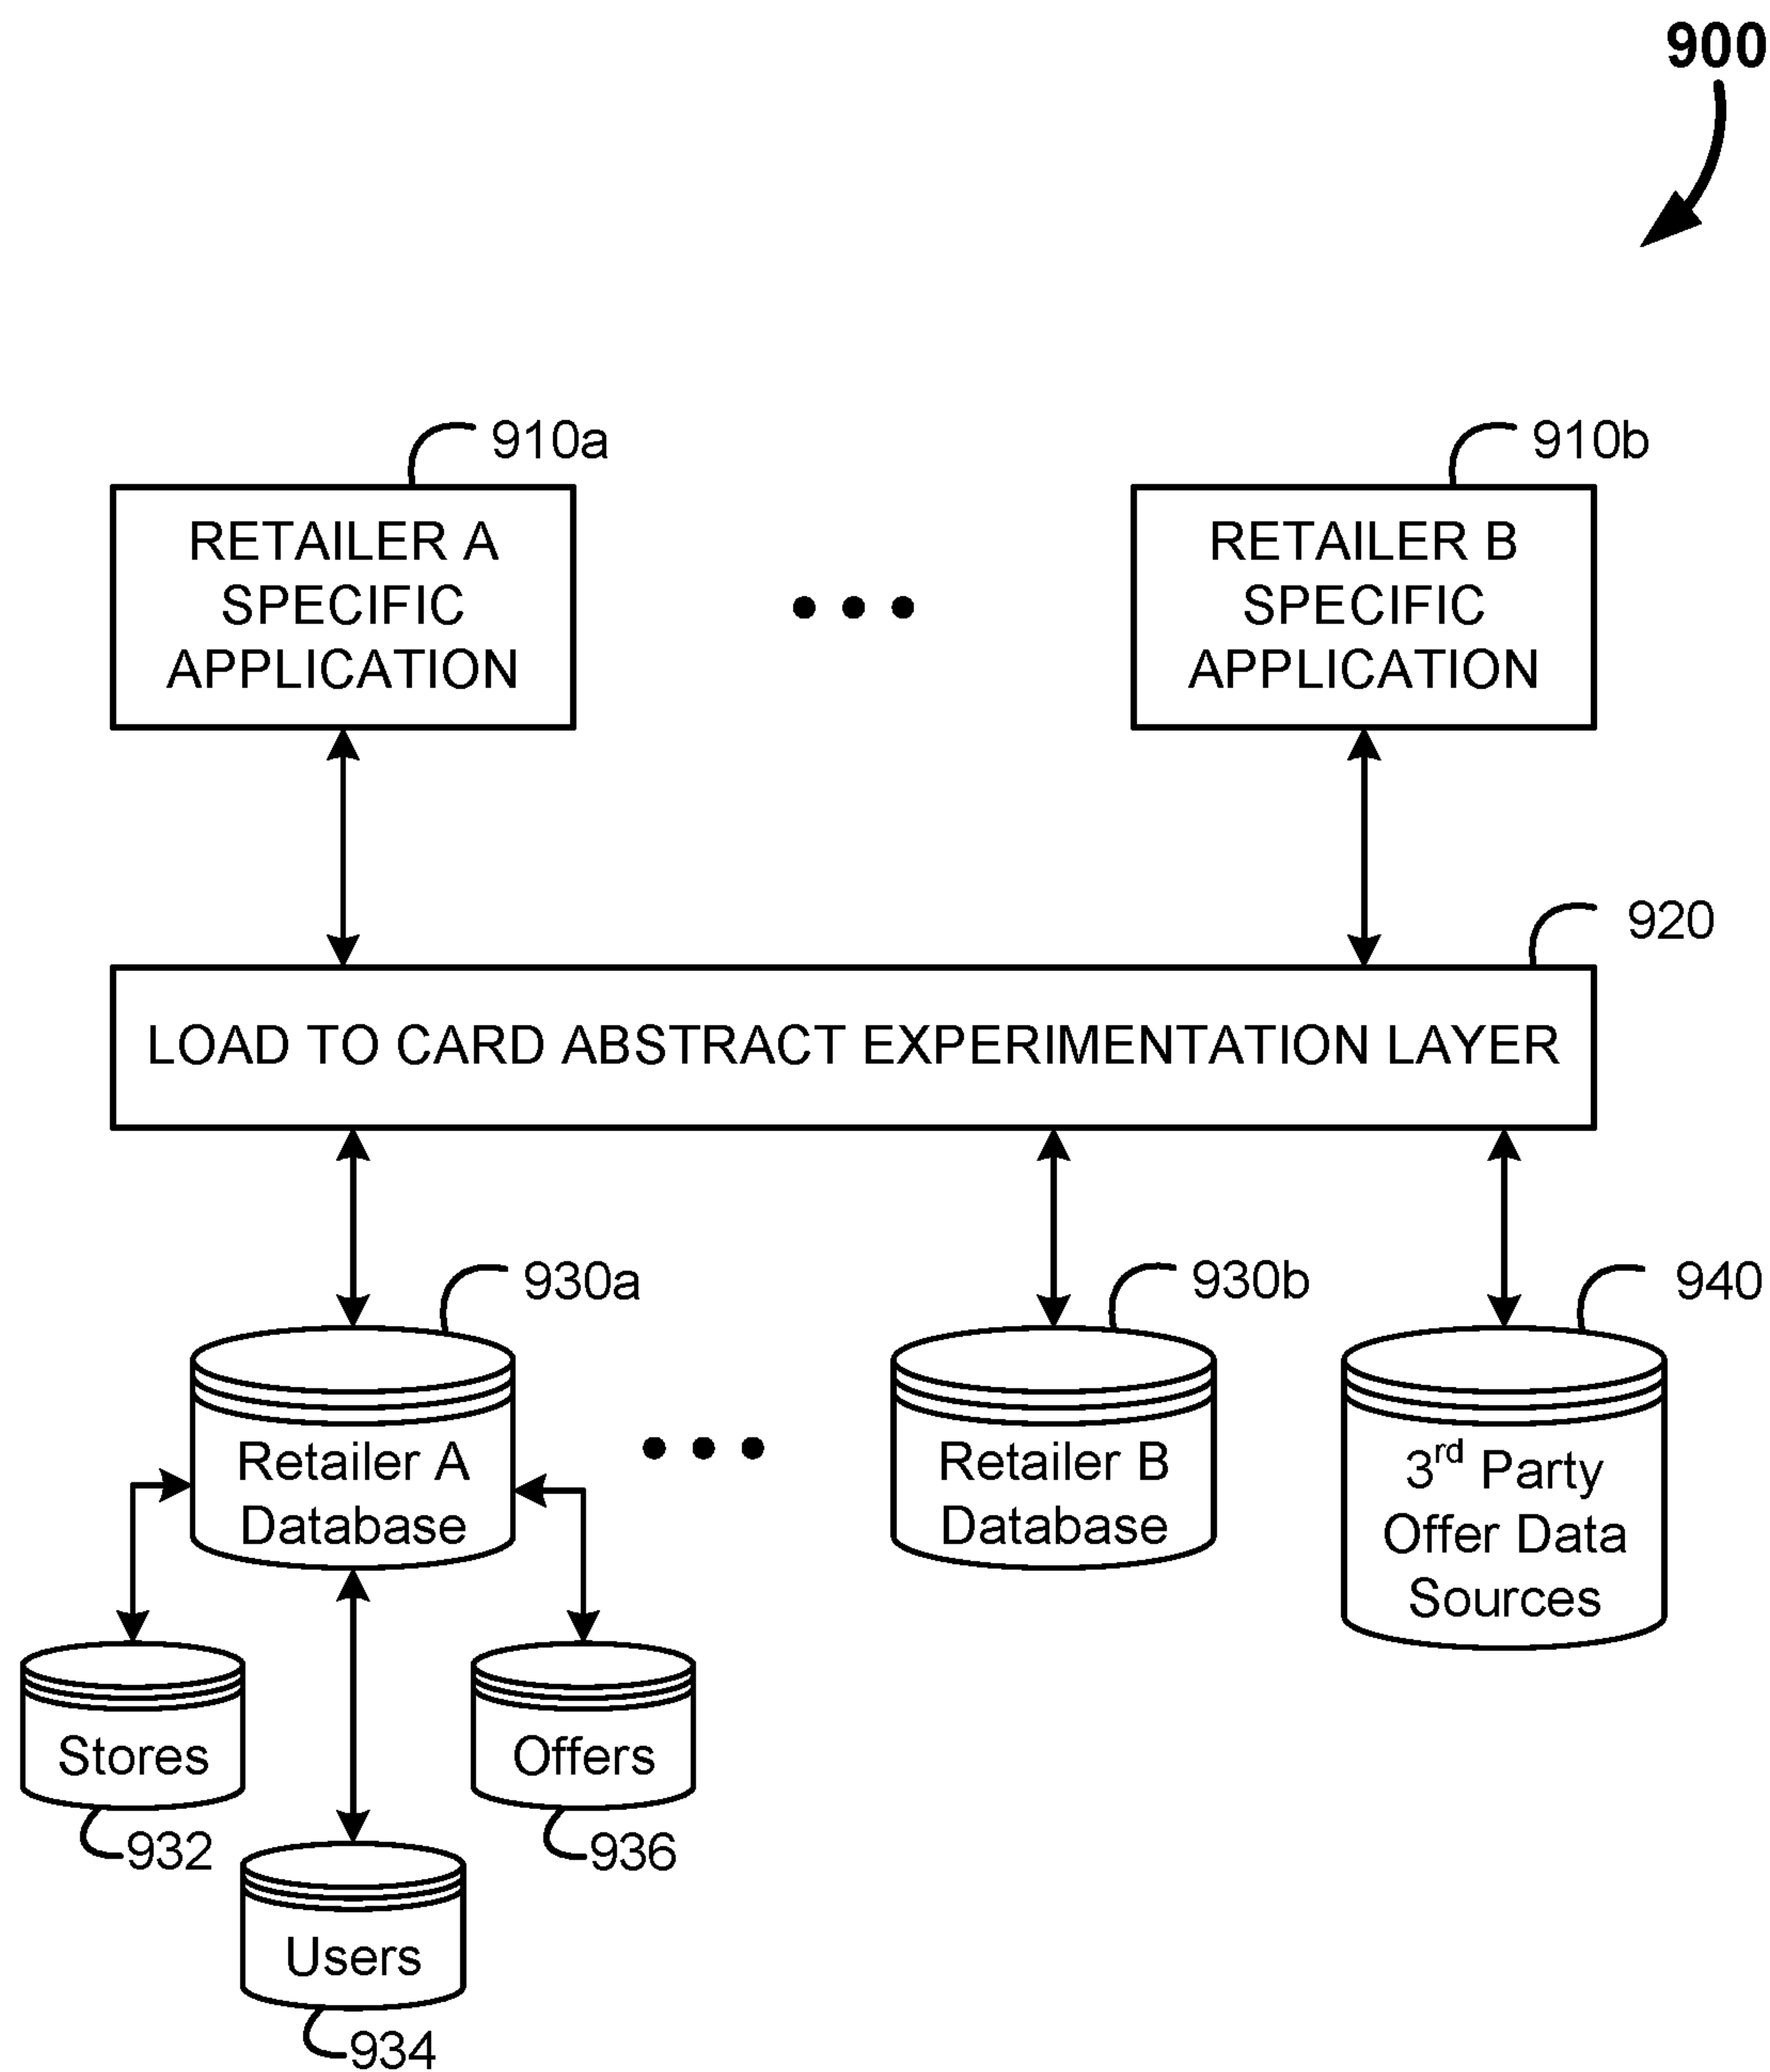 900
910a
910b
RETAILER A
SPECIFIC
APPLICATION
RETAILER B
SPECIFIC
APPLICATION
920
LOAD TO CARD ABSTRACT EXPERIMENTATION LAYER
930a
930b
940
Retailer A
Database
Retailer B
Database
3rd Party
Offer Data
Sources
Stores
Offers
932
936
Users
934